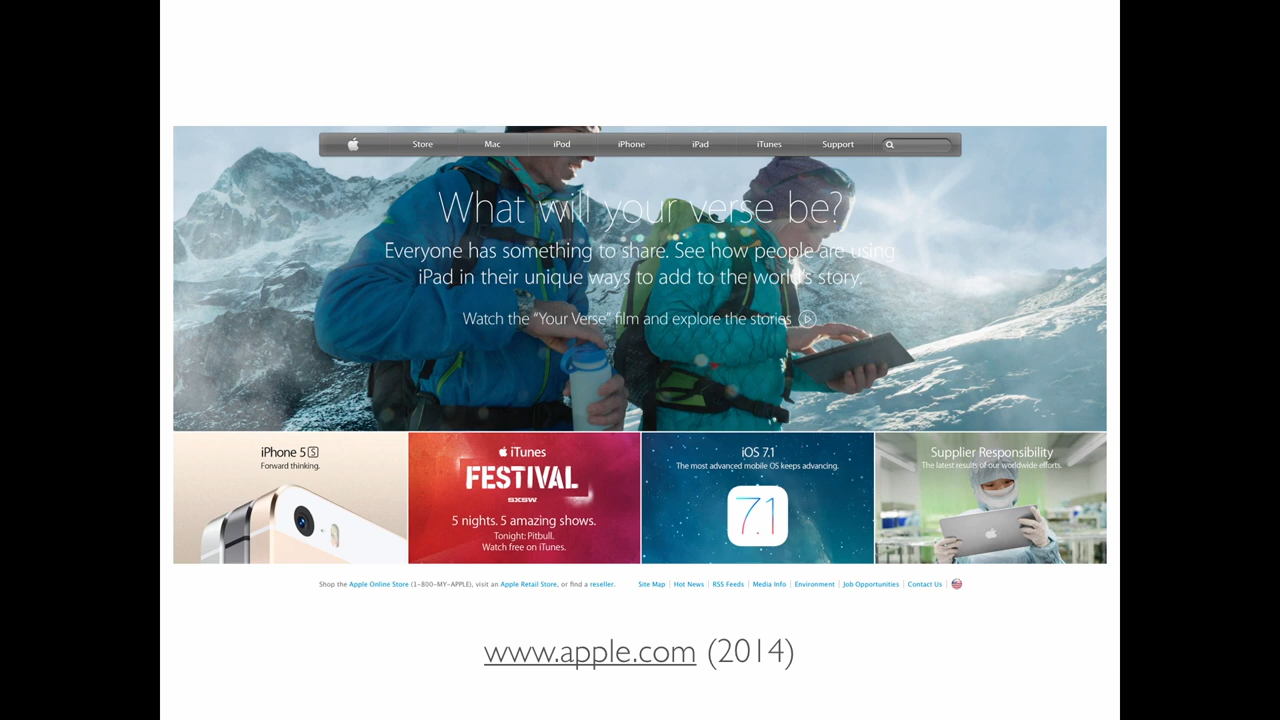 Store Mac iPod iPhone iPad iTunes Support
What will your verse be?
Everyone has something to share. See how people are using
iPad in their unique ways to add to the world's story.
Watch the “Your Verse” film and explore the stories
iPhone 5S
Forward thinking.
iTunes
FESTIVAL
SXSW
5 nights. 5 amazing shows.
Tonight: Pitbull.
Watch free on iTunes.
iOS 7.1
The most advanced mobile OS keeps advancing.
7.1
Supplier Responsibility
The latest results of our worldwide efforts.
Shop the Apple Online Store (1-800-MY-APPLE), visit an Apple Retail Store, or find a reseller.
Site Map Hot News RSS Feeds Media Info Environment Job Opportunities Contact Us
www.apple.com (2014)